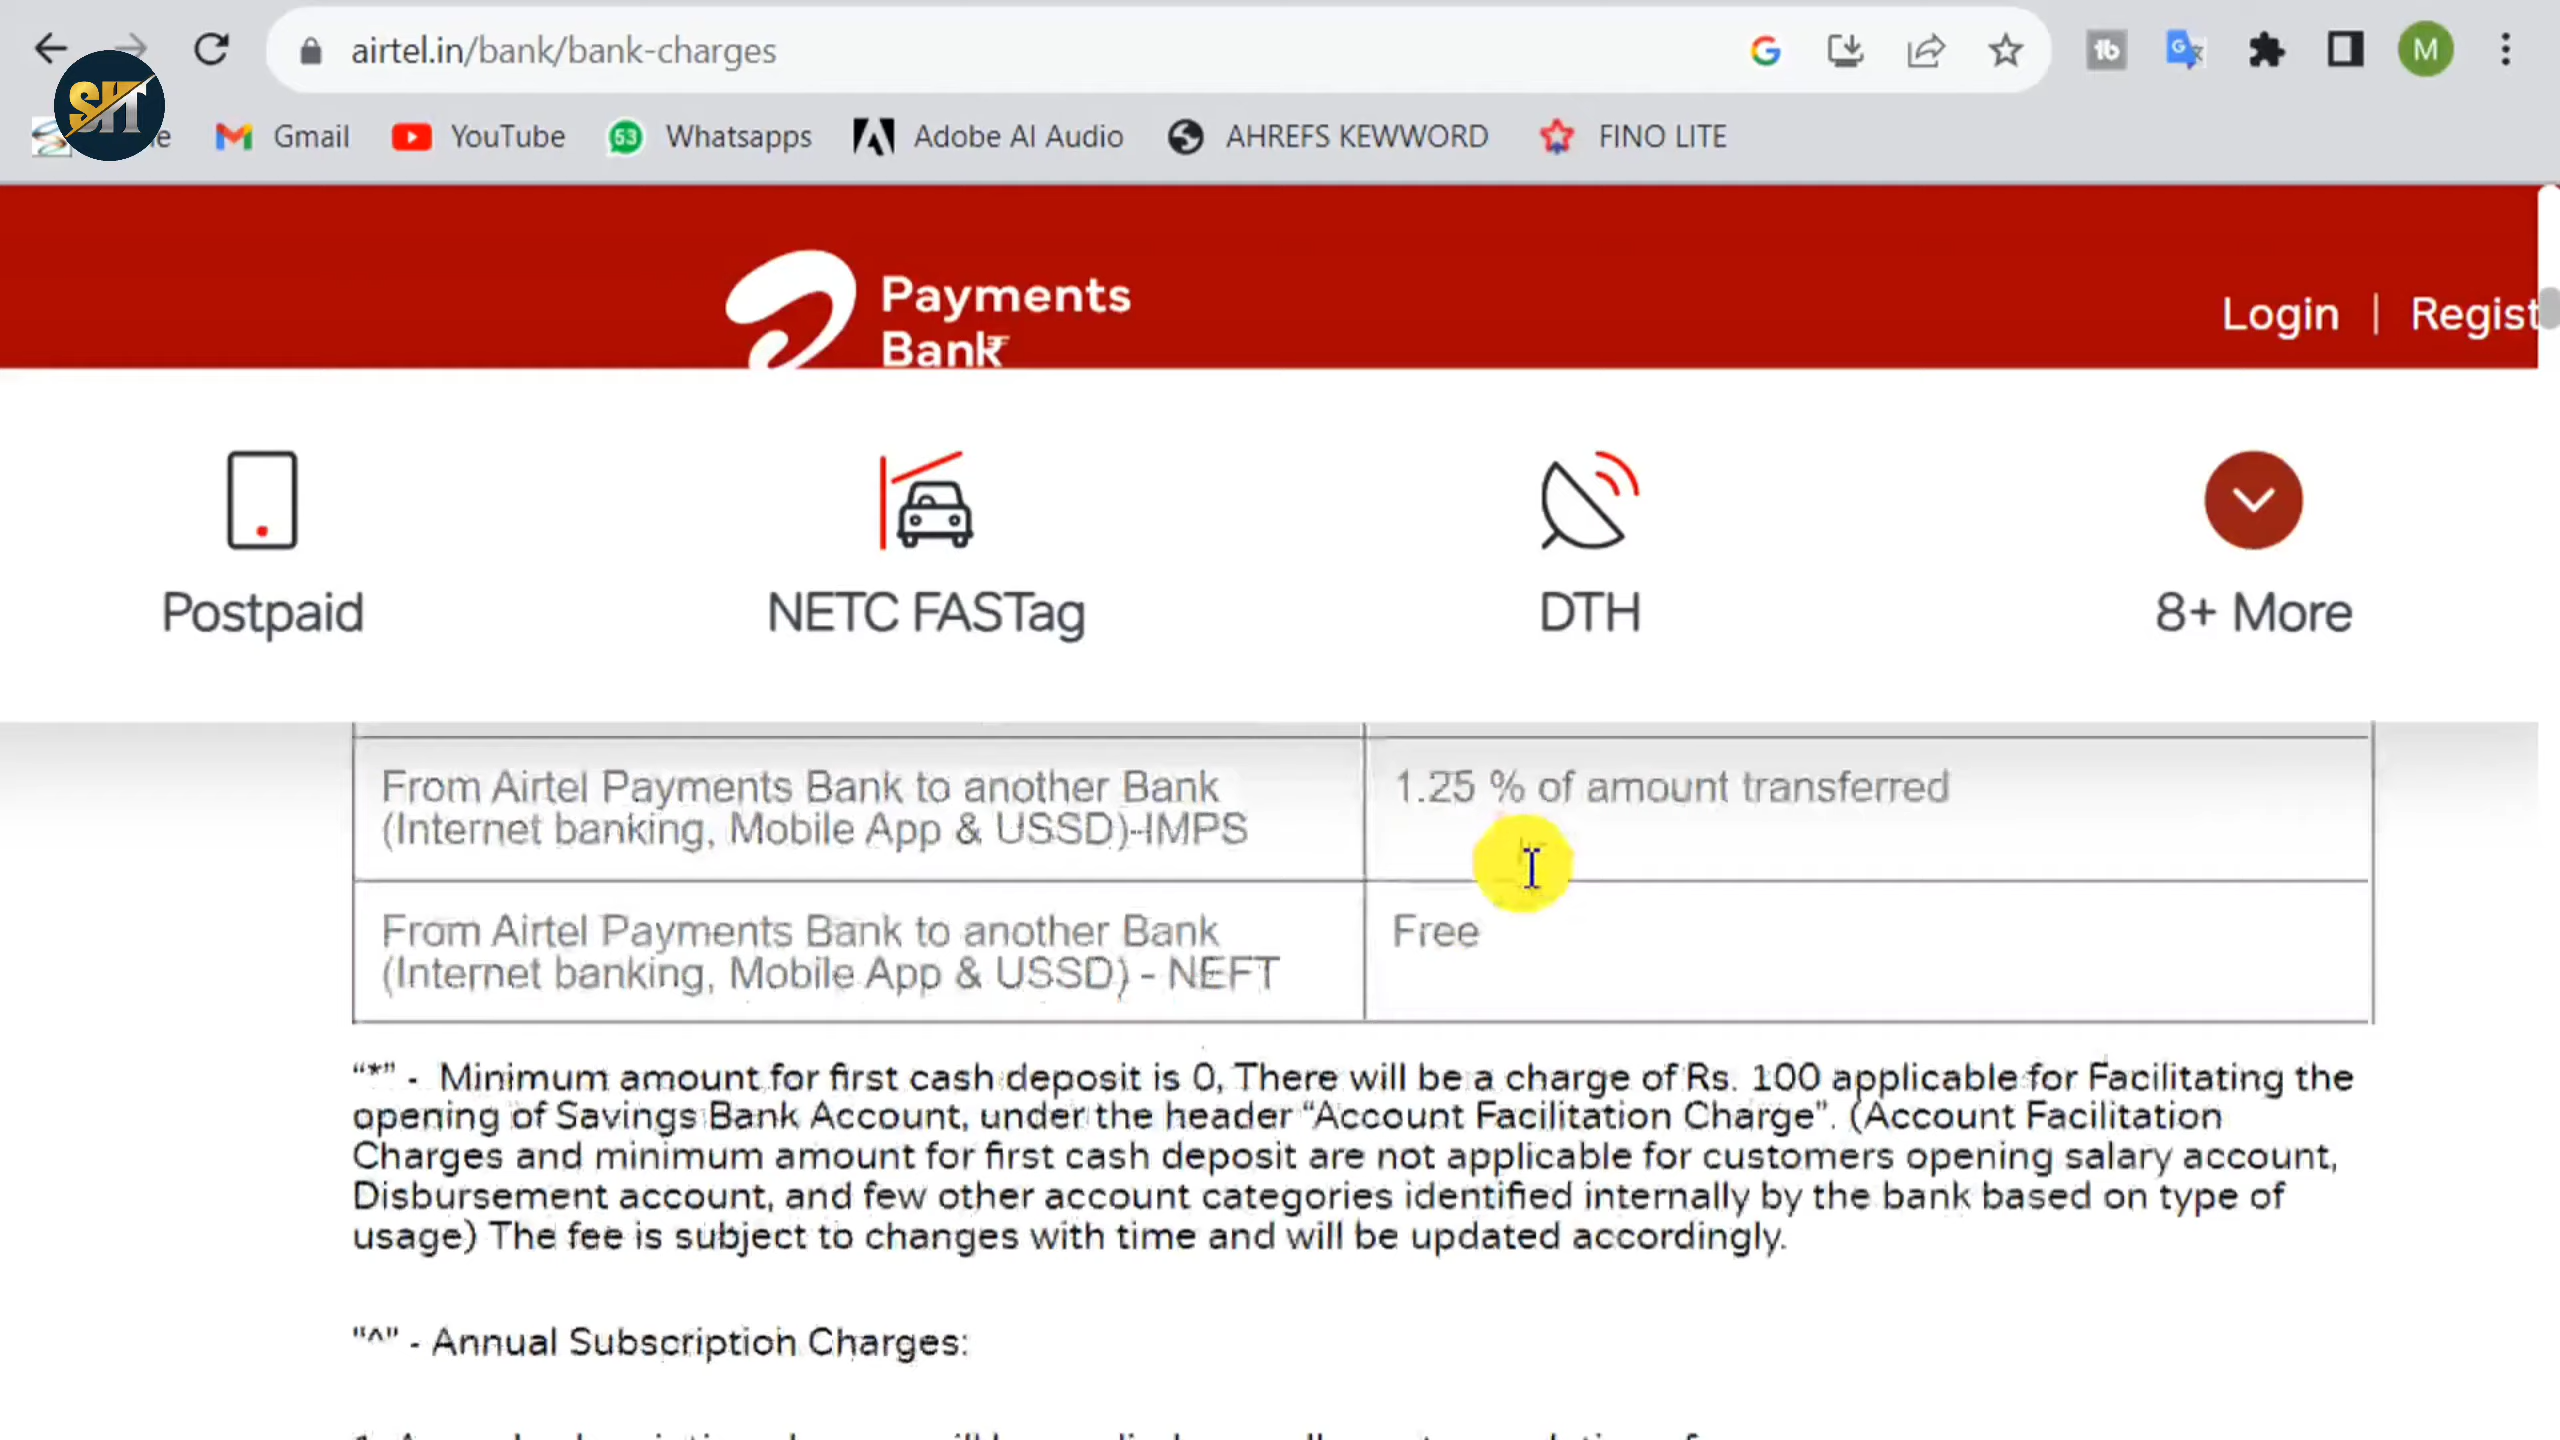 airtel.in/bank/bank-charges
M
SHT
Gmail
YouTube
53
Whatsapps
Adobe AI Audio
AHREFS KEWWORD
FINO LITE
Payments
Bank
Login | Regist
Postpaid
NETC FASTag
DTH
8+ More
From Airtel Payments Bank to another Bank
(Internet banking, Mobile App & USSD)-IMPS
1.25 % of amount transferred
From Airtel Payments Bank to another Bank
(Internet banking, Mobile App & USSD) - NEFT
Free
“*” - Minimum amount for first cash deposit is 0, There will be a charge of Rs. 100 applicable for Facilitating the
opening of Savings Bank Account, under the header “Account Facilitation Charge”. (Account Facilitation
Charges and minimum amount for first cash deposit are not applicable for customers opening salary account,
Disbursement account, and few other account categories identified internally by the bank based on type of
usage) The fee is subject to changes with time and will be updated accordingly.
"^" - Annual Subscription Charges: